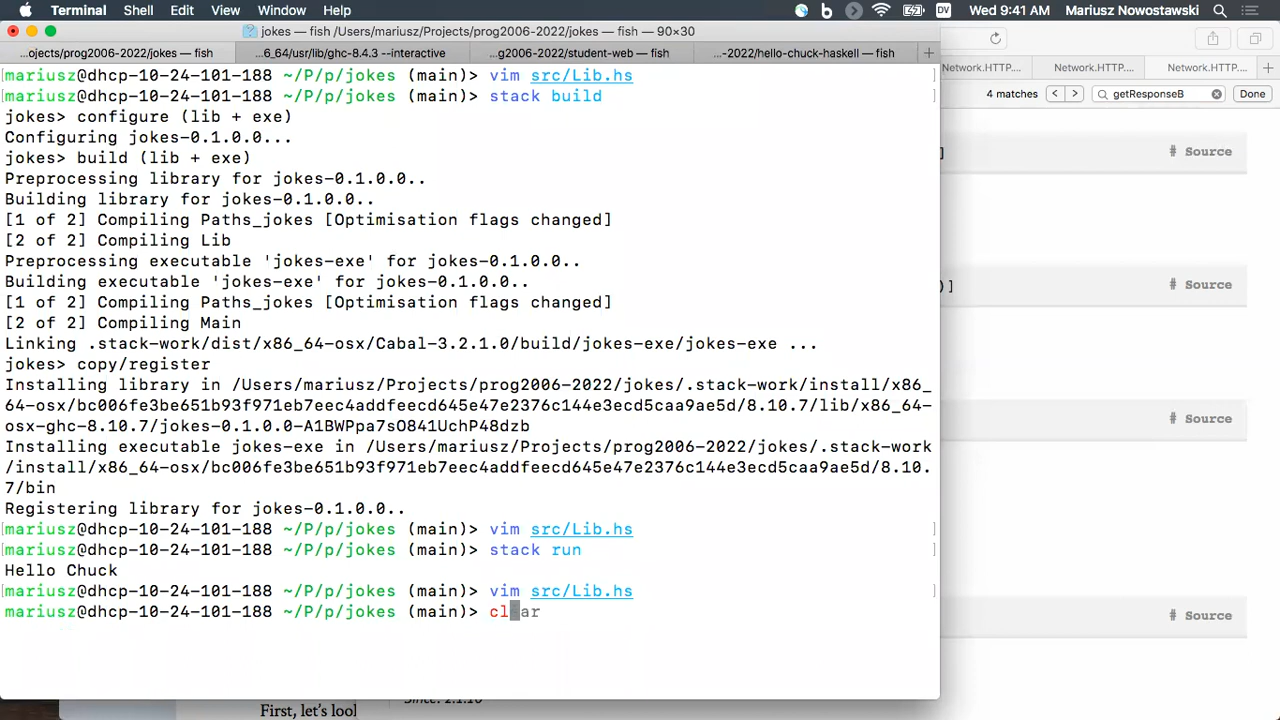 Terminal Shell Edit View Window Help DV Wed 9:41 AM Mariusz Nowostawski
jokes — fish /Users/mariusz/Projects/prog2006-2022/jokes — fish — 90×30
...ojects/prog2006-2022/jokes — fish ...6_64/usr/lib/ghc-8.4.3 --interactive ...g2006-2022/student-web — fish ...-2022/hello-chuck-haskell — fish +
Network.HTTP.... Network.HTTP.... Network.HTTP.... +
4 matches < > getResponseB Done
[mariusz@dhcp-10-24-101-188 ~/P/p/jokes (main)> vim src/Lib.hs ]
[mariusz@dhcp-10-24-101-188 ~/P/p/jokes (main)> stack build ]
jokes> configure (lib + exe)
Configuring jokes-0.1.0.0...
jokes> build (lib + exe)
Preprocessing library for jokes-0.1.0.0..
Building library for jokes-0.1.0.0..
[1 of 2] Compiling Paths_jokes [Optimisation flags changed]
[2 of 2] Compiling Lib
Preprocessing executable 'jokes-exe' for jokes-0.1.0.0..
Building executable 'jokes-exe' for jokes-0.1.0.0..
[1 of 2] Compiling Paths_jokes [Optimisation flags changed]
[2 of 2] Compiling Main
Linking .stack-work/dist/x86_64-osx/Cabal-3.2.1.0/build/jokes-exe/jokes-exe ...
jokes> copy/register
Installing library in /Users/mariusz/Projects/prog2006-2022/jokes/.stack-work/install/x86_
64-osx/bc006fe3be651b93f971eb7eec4addfeecd645e47e2376c144e3ecd5caa9ae5d/8.10.7/lib/x86_64-
osx-ghc-8.10.7/jokes-0.1.0.0-A1BWPpa7sO841UchP48dzb
Installing executable jokes-exe in /Users/mariusz/Projects/prog2006-2022/jokes/.stack-work
/install/x86_64-osx/bc006fe3be651b93f971eb7eec4addfeecd645e47e2376c144e3ecd5caa9ae5d/8.10.
7/bin
Registering library for jokes-0.1.0.0..
[mariusz@dhcp-10-24-101-188 ~/P/p/jokes (main)> vim src/Lib.hs ]
[mariusz@dhcp-10-24-101-188 ~/P/p/jokes (main)> stack run ]
Hello Chuck
[mariusz@dhcp-10-24-101-188 ~/P/p/jokes (main)> vim src/Lib.hs ]
mariusz@dhcp-10-24-101-188 ~/P/p/jokes (main)> clear
] # Source
)] # Source
# Source
# Source
First, let's lool